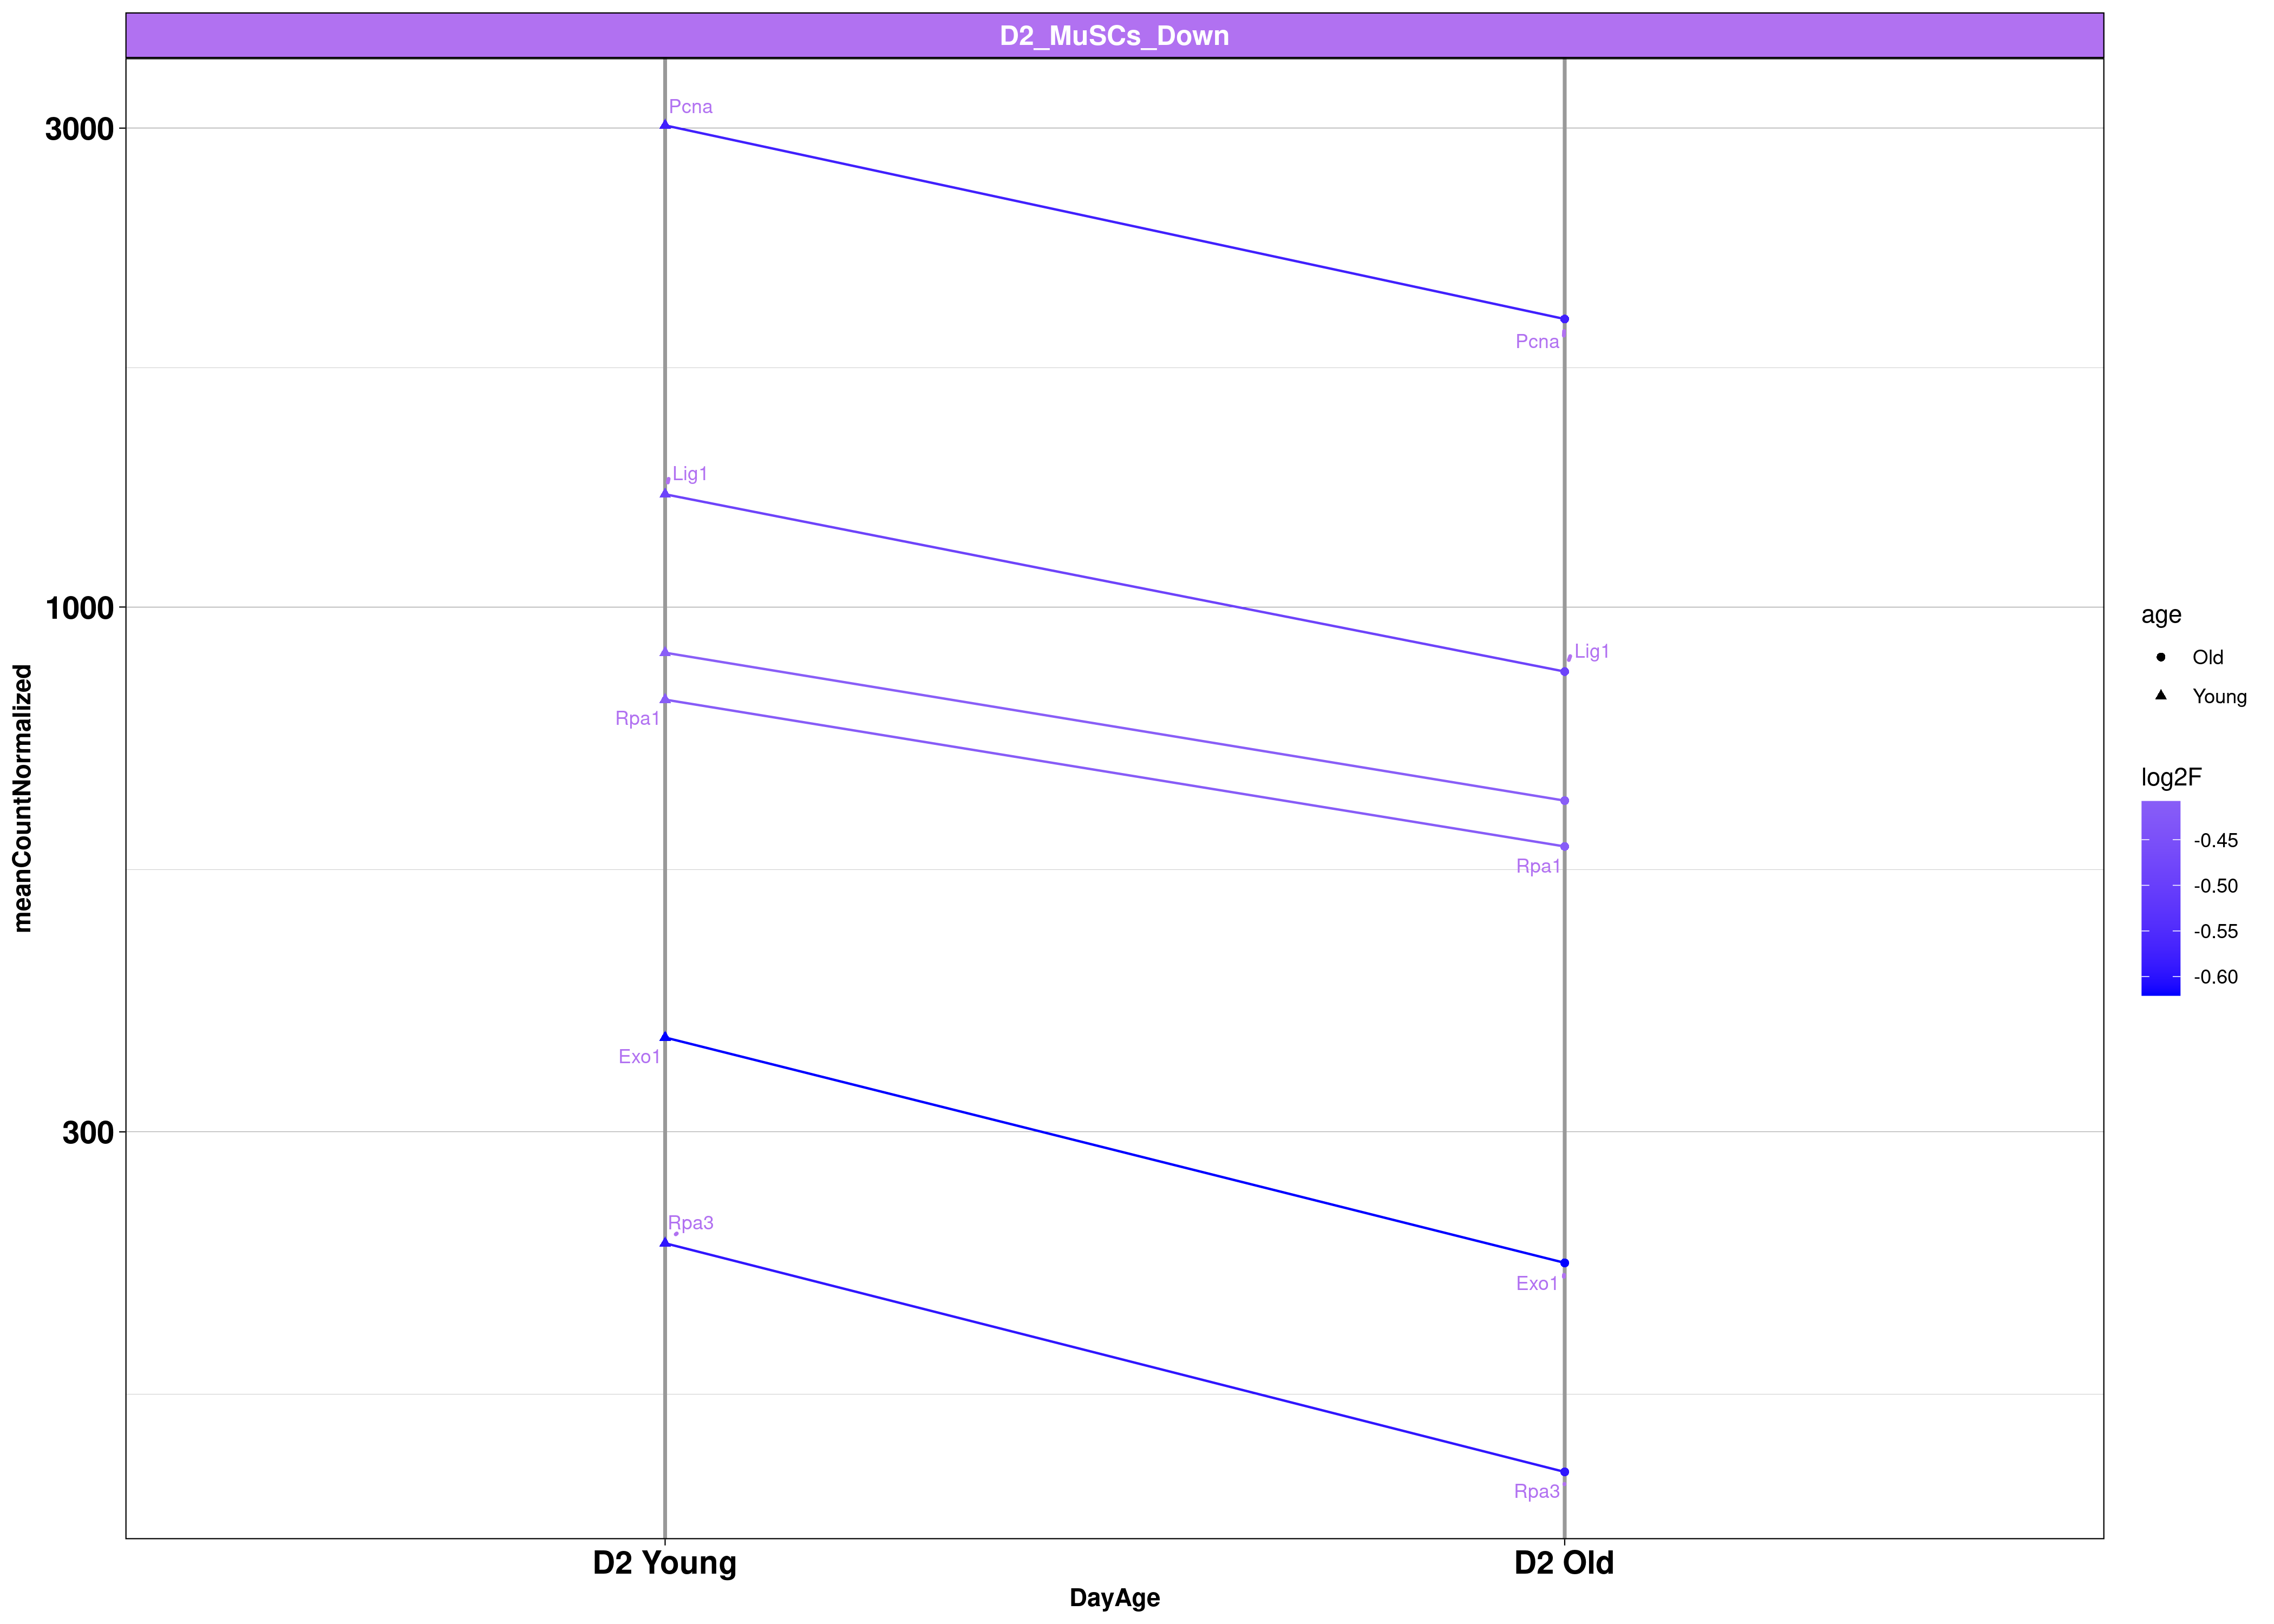 D2_MuSCs_Down
meanCountNormalized
3000
1000
300
Pcna
Pcna
Lig1
Lig1
Rpa1
Rpa1
Exo1
Exo1
Rpa3
Rpa3
D2 Young
D2 Old
DayAge
age
Old
Young
log2F
-0.45
-0.50
-0.55
-0.60